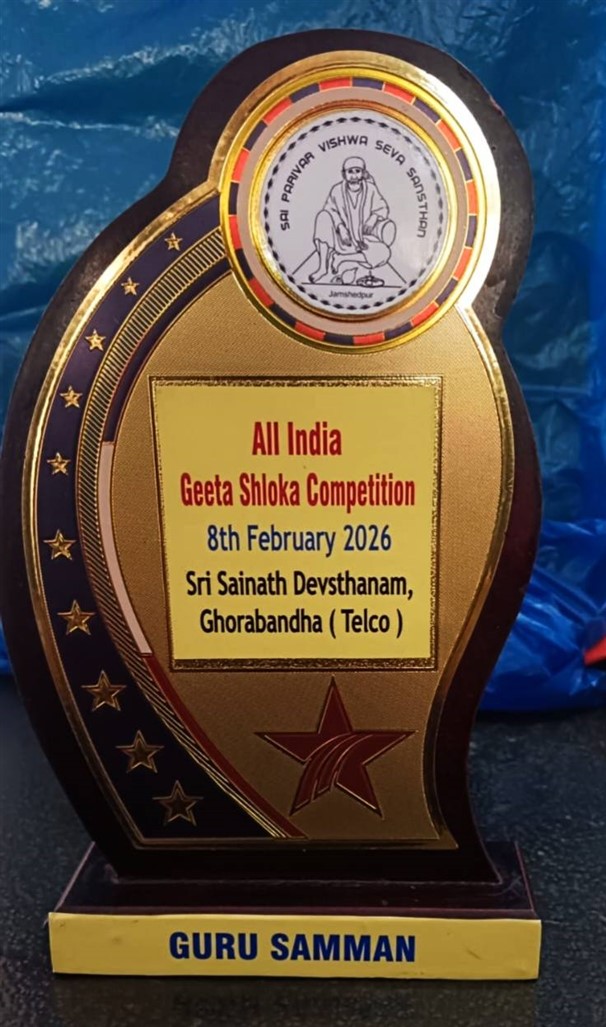 SAI PARIVAR VISHWA SEVA SANSTHAN
Jamshedpur
All India
Geeta Shloka Competition
8th February 2026
Sri Sainath Devsthanam,
Ghorabandha ( Telco )
GURU SAMMAN